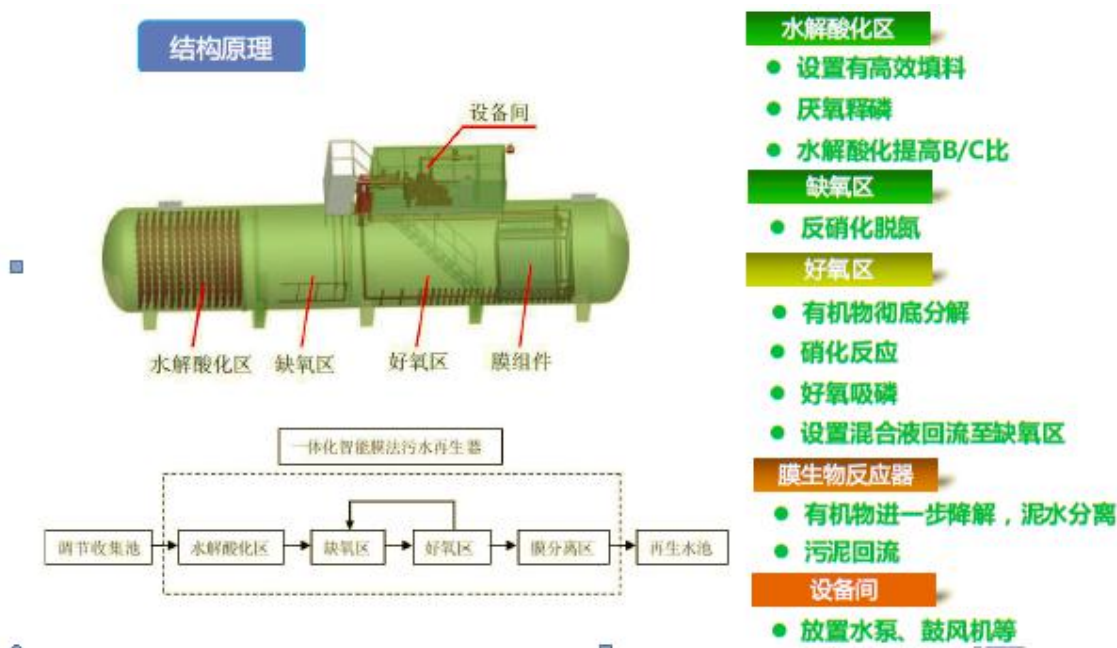 结构原理
设备间
水解酸化区
缺氧区
好氧区
膜组件
一体化智能膜法污水再生器
调节收集池
水解酸化区
缺氧区
好氧区
膜分离区
再生水池
水解酸化区
● 设置有高效填料
● 厌氧释磷
● 水解酸化提高B/C比
缺氧区
● 反硝化脱氮
好氧区
● 有机物彻底分解
● 硝化反应
● 好氧吸磷
● 设置混合液回流至缺氧区
膜生物反应器
● 有机物进一步降解，泥水分离
● 污泥回流
设备间
● 放置水泵、鼓风机等